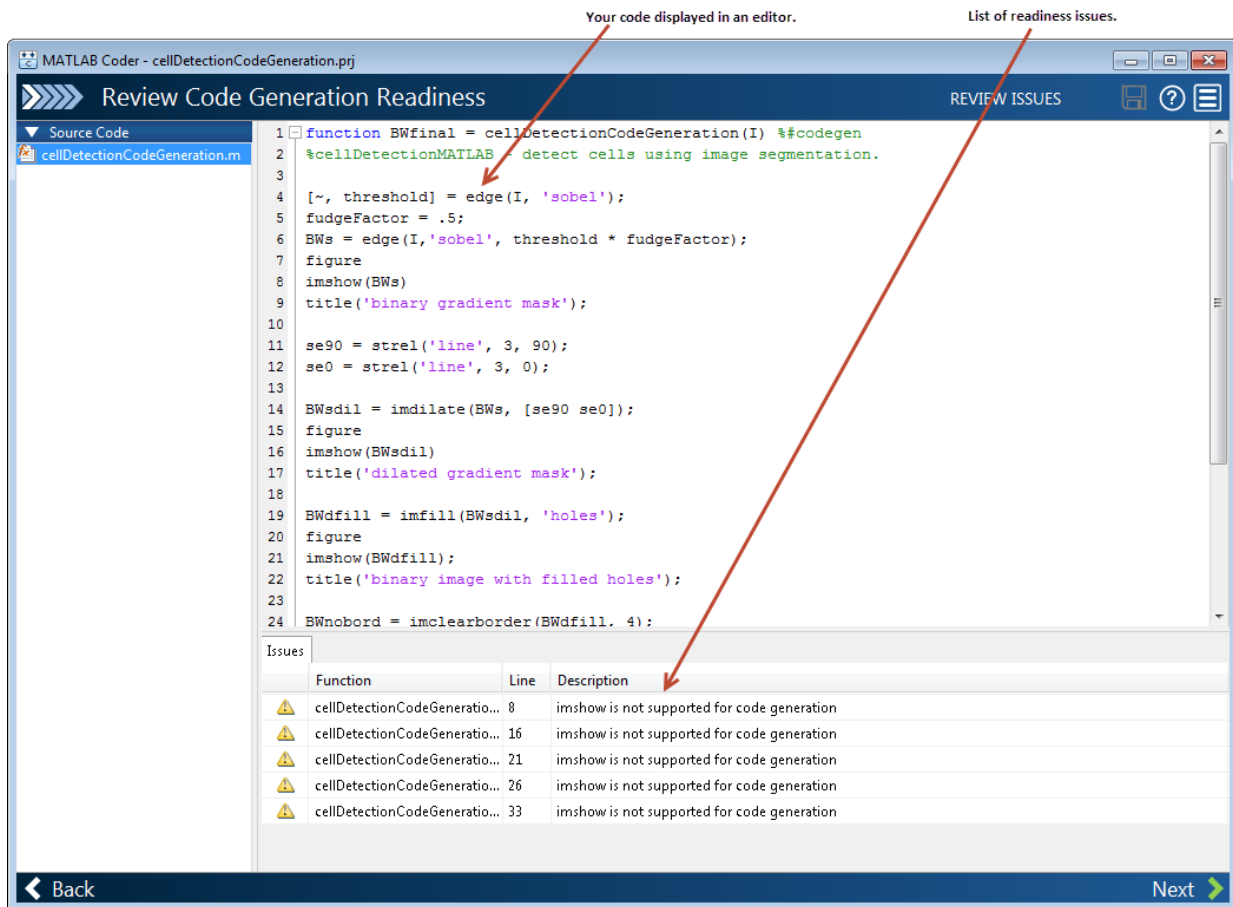 Your code displayed in an editor.
List of readiness issues.
MATLAB Coder - cellDetectionCodeGeneration.prj
Review Code Generation Readiness
REVIEW ISSUES
Source Code
cellDetectionCodeGeneration.m
1 function BWfinal = cellDetectionCodeGeneration(I) %#codegen
2 %cellDetectionMATLAB - detect cells using image segmentation.
3
4 [~, threshold] = edge(I, 'sobel');
5 fudgeFactor = .5;
6 BWs = edge(I,'sobel', threshold * fudgeFactor);
7 figure
8 imshow(BWs)
9 title('binary gradient mask');
10
11 se90 = strel('line', 3, 90);
12 se0 = strel('line', 3, 0);
13
14 BWsdil = imdilate(BWs, [se90 se0]);
15 figure
16 imshow(BWsdil)
17 title('dilated gradient mask');
18
19 BWdfill = imfill(BWsdil, 'holes');
20 figure
21 imshow(BWdfill);
22 title('binary image with filled holes');
23
24 BWnobord = imclearborder(BWdfill, 4);
Issues
Function Line Description
cellDetectionCodeGeneratio... 8 imshow is not supported for code generation
cellDetectionCodeGeneratio... 16 imshow is not supported for code generation
cellDetectionCodeGeneratio... 21 imshow is not supported for code generation
cellDetectionCodeGeneratio... 26 imshow is not supported for code generation
cellDetectionCodeGeneratio... 33 imshow is not supported for code generation
Back
Next